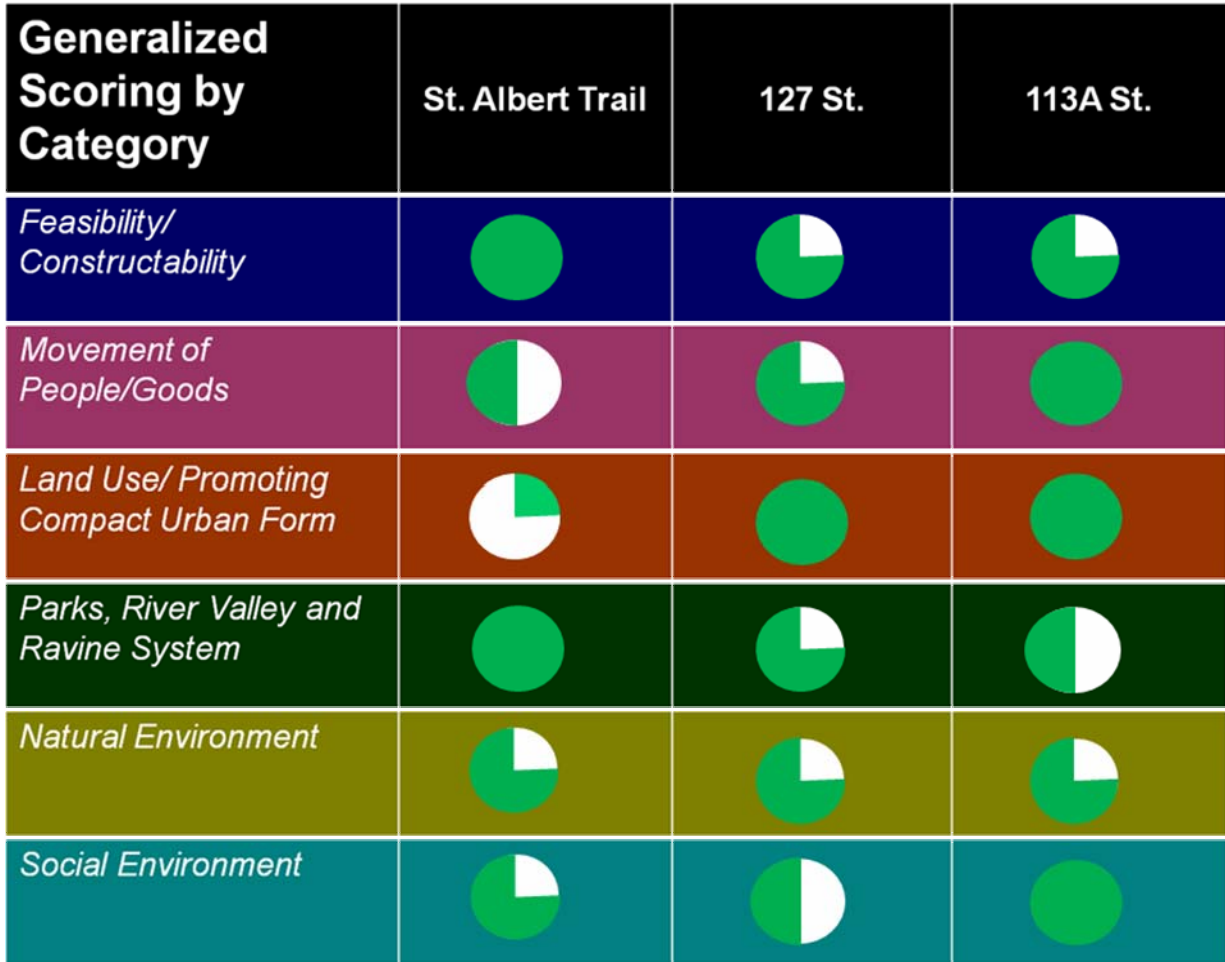 Generalized
Scoring by
Category
St. Albert Trail
127 St.
113A St.
Feasibility/
Constructability
Movement of
People/Goods
Land Use/ Promoting
Compact Urban Form
Parks, River Valley and
Ravine System
Natural Environment
Social Environment